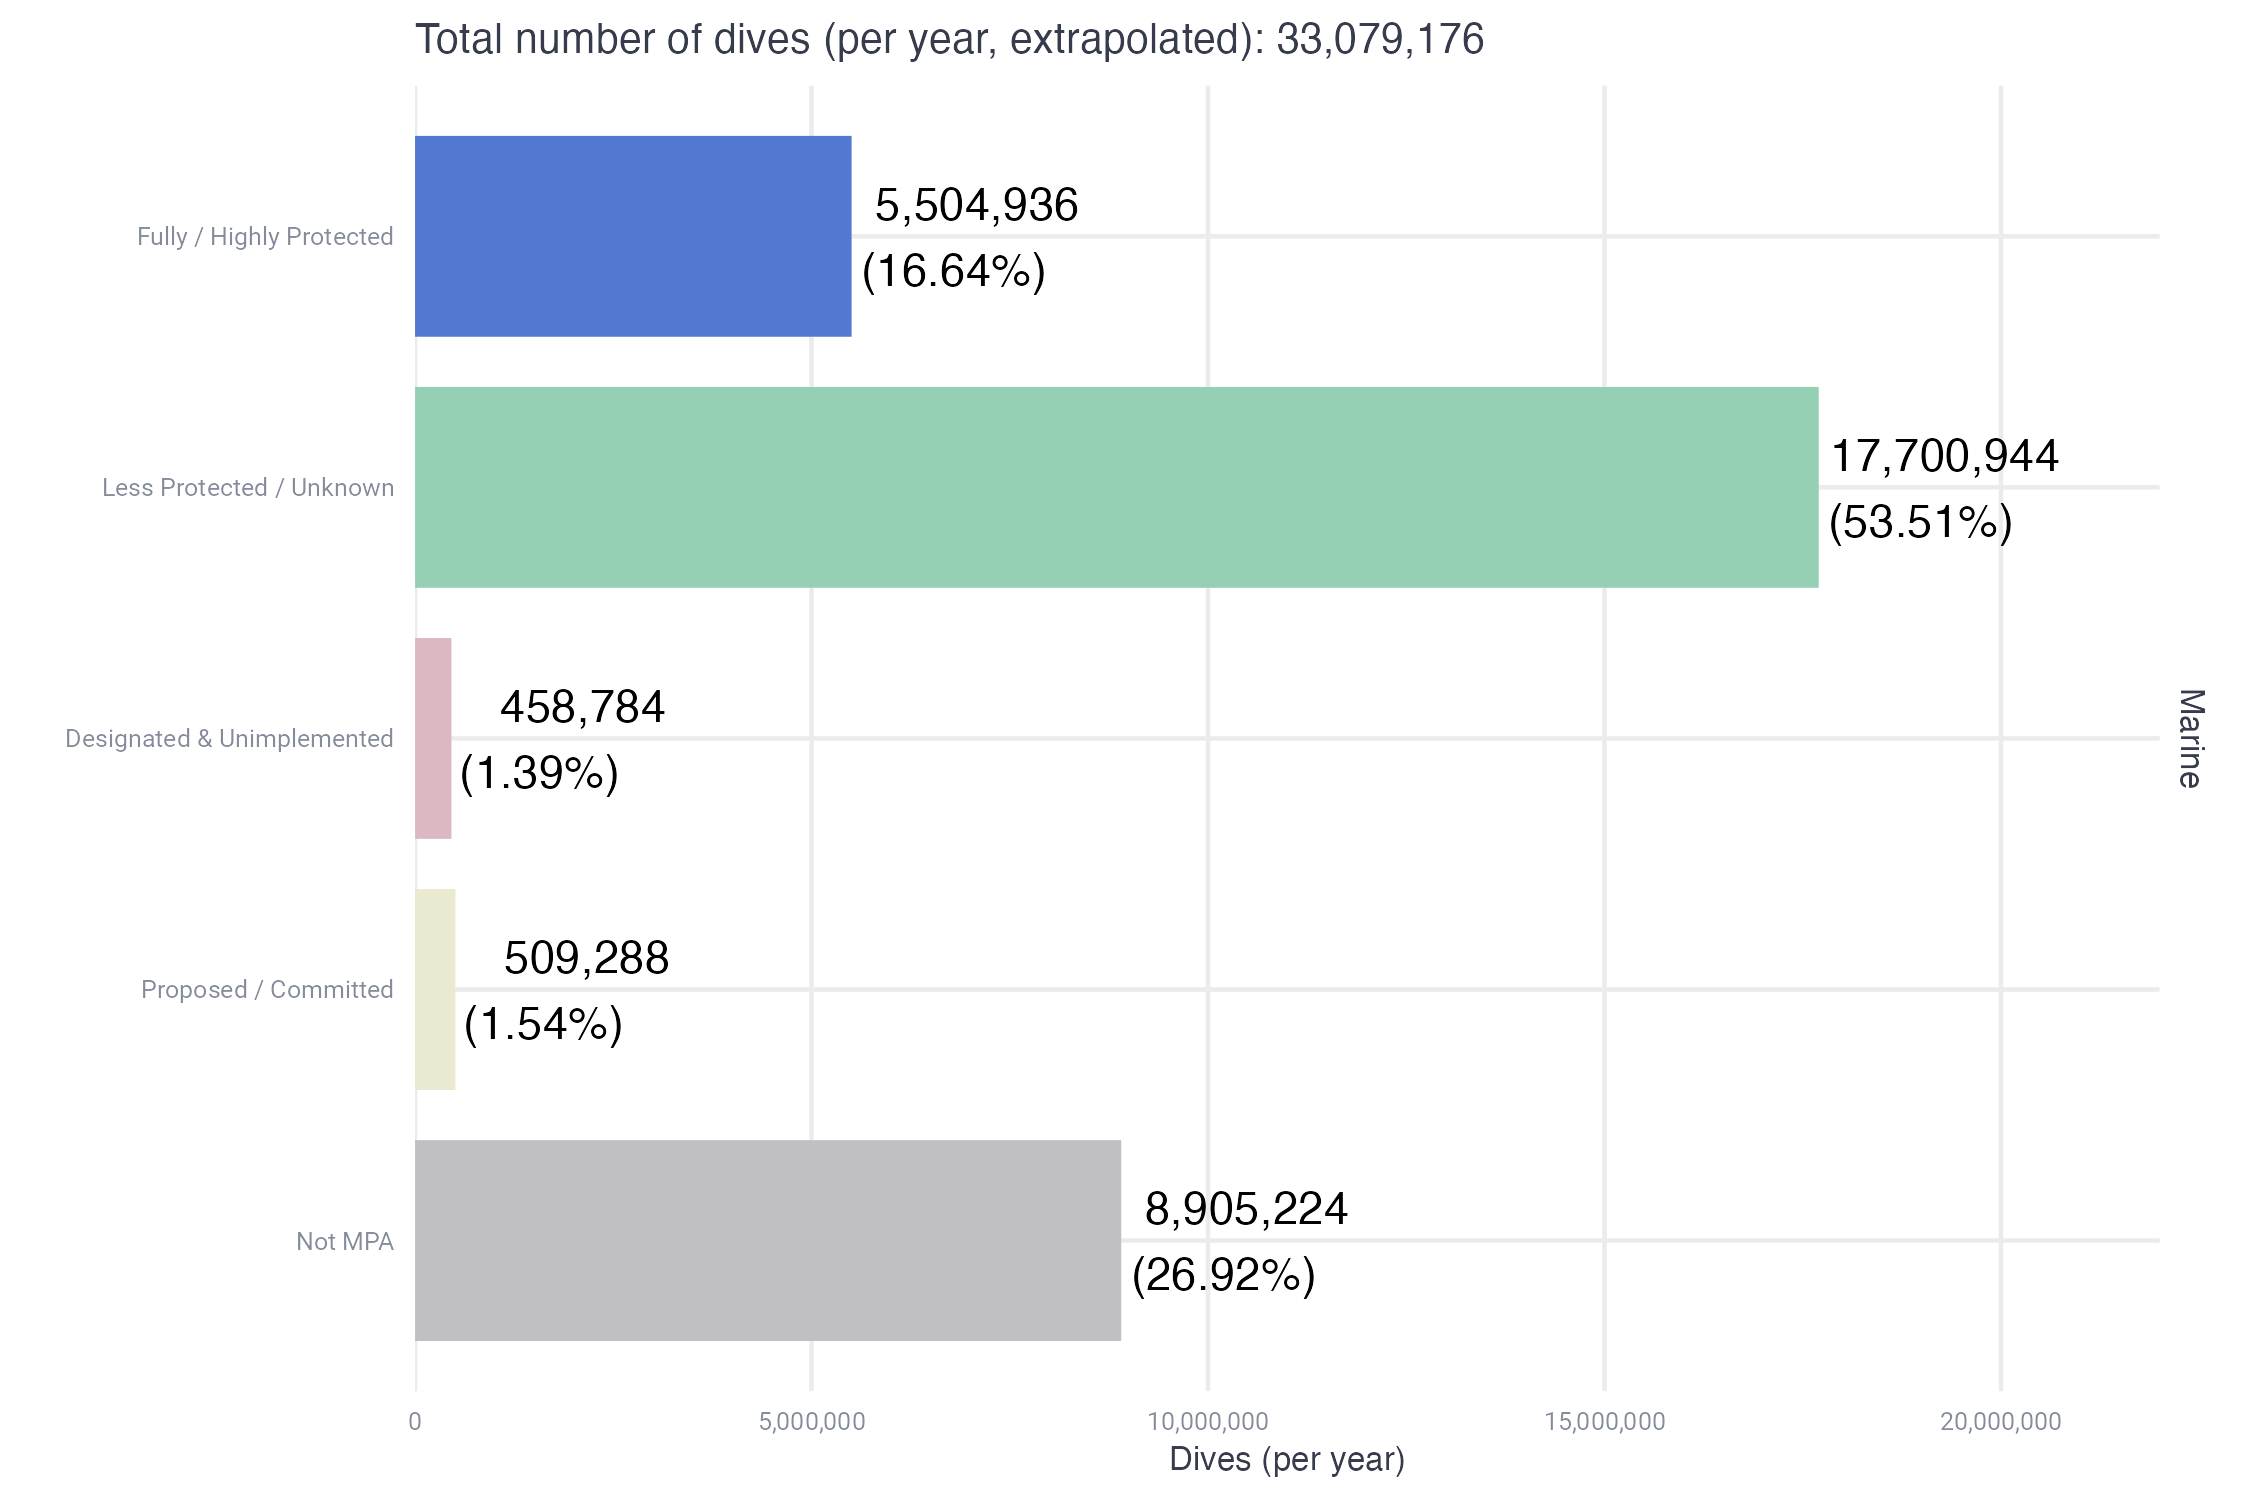 Total number of dives (per year, extrapolated): 33,079,176
Fully / Highly Protected
5,504,936
(16.64%)
Less Protected / Unknown
17,700,944
(53.51%)
Designated & Unimplemented
458,784
(1.39%)
Proposed / Committed
509,288
(1.54%)
Not MPA
8,905,224
(26.92%)
Marine
0
5,000,000
10,000,000
15,000,000
20,000,000
Dives (per year)